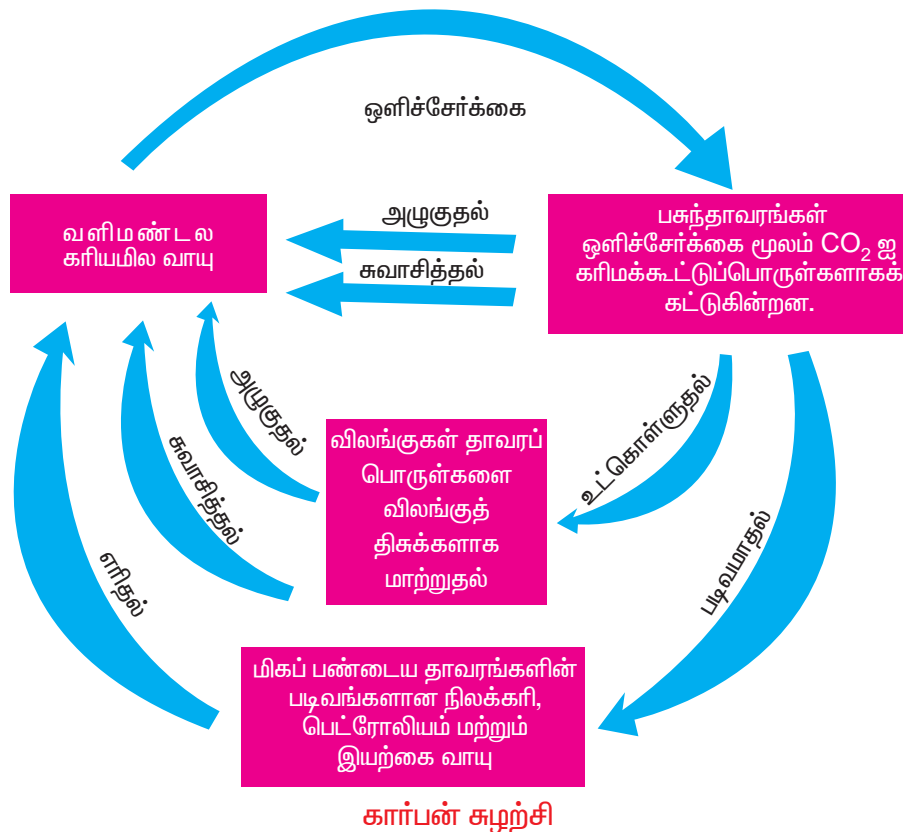 ஒளிச்சேர்க்கை
வளிமண்டல
கரியமில வாயு
அழுகுதல்
சுவாசித்தல்
பசுந்தாவரங்கள்
ஒளிச்சேர்க்கை மூலம் CO₂ ஐ
கரிமக்கூட்டுப்பொருள்களாகக்
கட்டுகின்றன.
அழுகுதல்
சுவாசித்தல்
எரிதல்
விலங்குகள் தாவரப்
பொருள்களை
விலங்குத்
திசுக்களாக
மாற்றுதல்
உட்கொள்ளுதல்
படிவமாதல்
மிகப் பண்டைய தாவரங்களின்
படிவங்களான நிலக்கரி,
பெட்ரோலியம் மற்றும்
இயற்கை வாயு
கார்பன் சுழற்சி